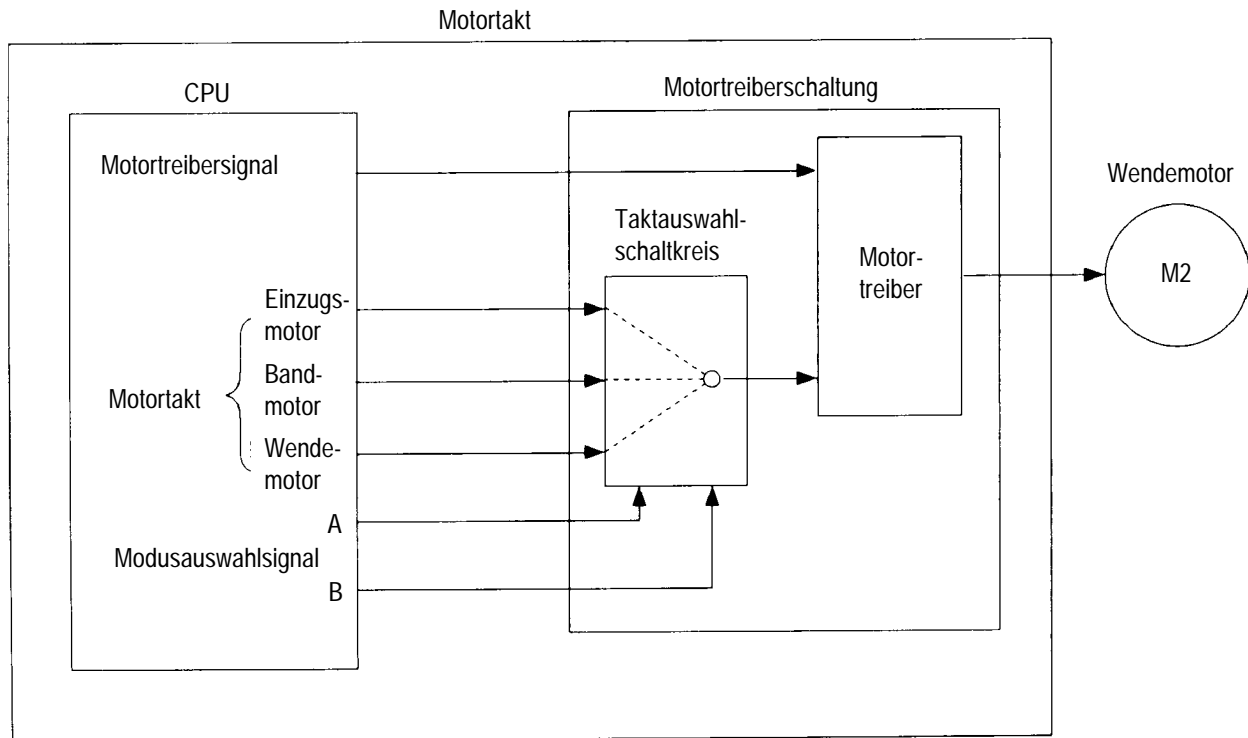 Motortakt
CPU
Motortreiberschaltung
Motortreibersignal
Wendemotor
Taktauswahl-
schaltkreis
Motor-
treiber
M2
Einzugs-
motor
Band-
motor
Motortakt
Wende-
motor
A
Modusauswahlsignal
B